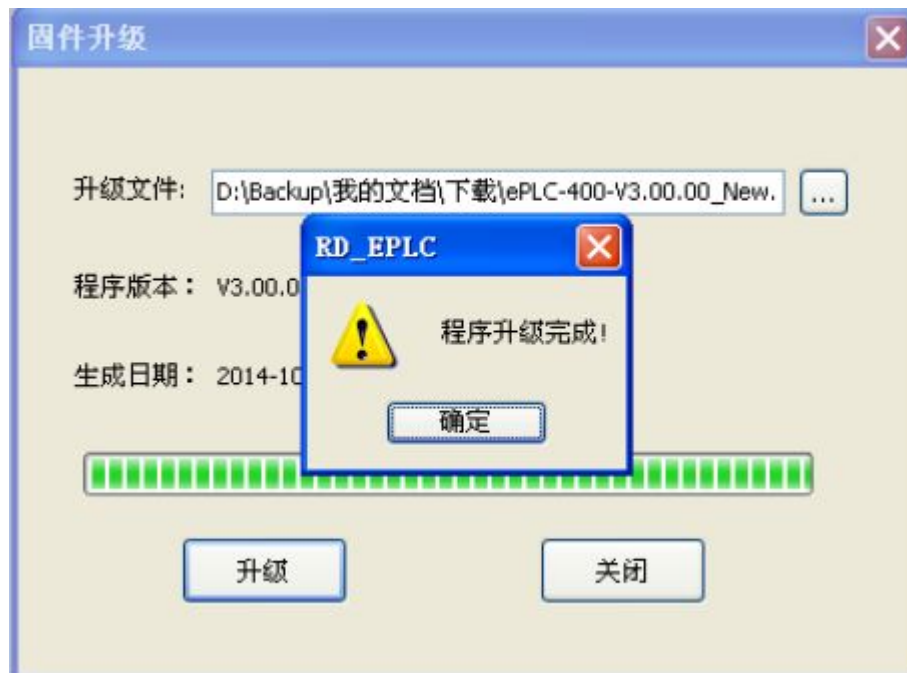 固件升级
升级文件: D:\Backup\我的文档\下载\ePLC-400-V3.00.00_New. ...
RD_EPLC
程序版本： V3.00.0
程序升级完成!
生成日期： 2014-10
确定
升级 关闭